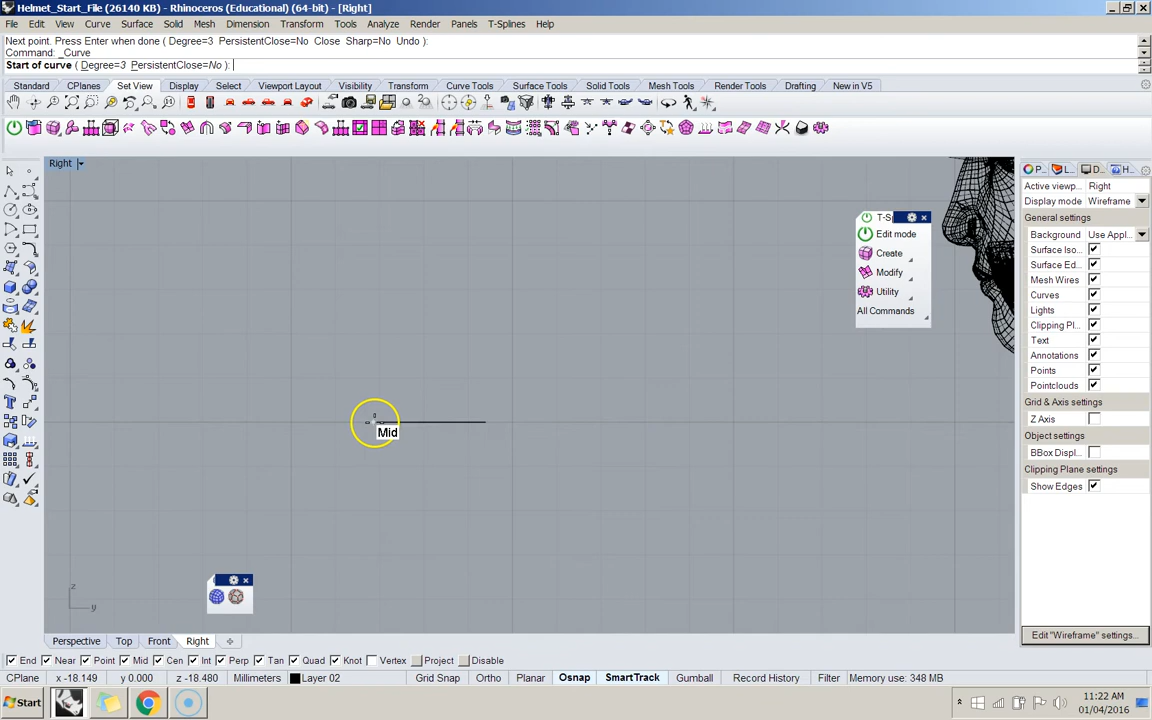 Helmet_Start_File (26140 KB) - Rhinoceros (Educational) (64-bit) - [Right]
File Edit View Curve Surface Solid Mesh Dimension Transform Tools Analyze Render Panels T-Splines Help
Next point. Press Enter when done ( Degree=3 PersistentClose=No Close Sharp=No Undo ):
Command: _Curve
Start of curve ( Degree=3 PersistentClose=No ):
Standard CPlanes Set View Display Select Viewport Layout Visibility Transform Curve Tools Surface Tools Solid Tools Mesh Tools Render Tools Drafting New in V5
Right
P... L... D... H...
Active viewp... Right
Display mode Wireframe
General settings
Background Use Appl...
Surface Iso...
Surface Ed...
Mesh Wires
Curves
Lights
Clipping Pl...
Text
Annotations
Points
Pointclouds
Grid & Axis settings
Z Axis
Object settings
BBox Displ...
Clipping Plane settings
Show Edges
T-Sp
Edit mode
Create
Modify
Utility
All Commands
Mid
z
y
Edit "Wireframe" settings...
Perspective Top Front Right
End Near Point Mid Cen Int Perp Tan Quad Knot Vertex Project Disable
CPlane x -18.149 y 0.000 z -18.480 Millimeters Layer 02 Grid Snap Ortho Planar Osnap SmartTrack Gumball Record History Filter Memory use: 348 MB
Start
11:22 AM
01/04/2016